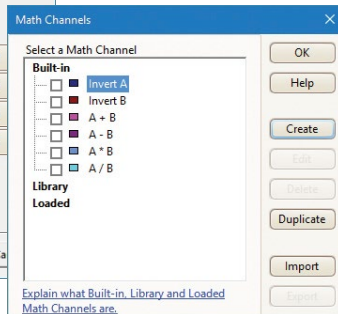 Math Channels
Select a Math Channel
Built-in
Invert A
Invert B
A + B
A - B
A * B
A / B
Library
Loaded
Explain what Built-in, Library and Loaded
Math Channels are.
OK
Help
Create
Edit
Delete
Duplicate
Import
Export